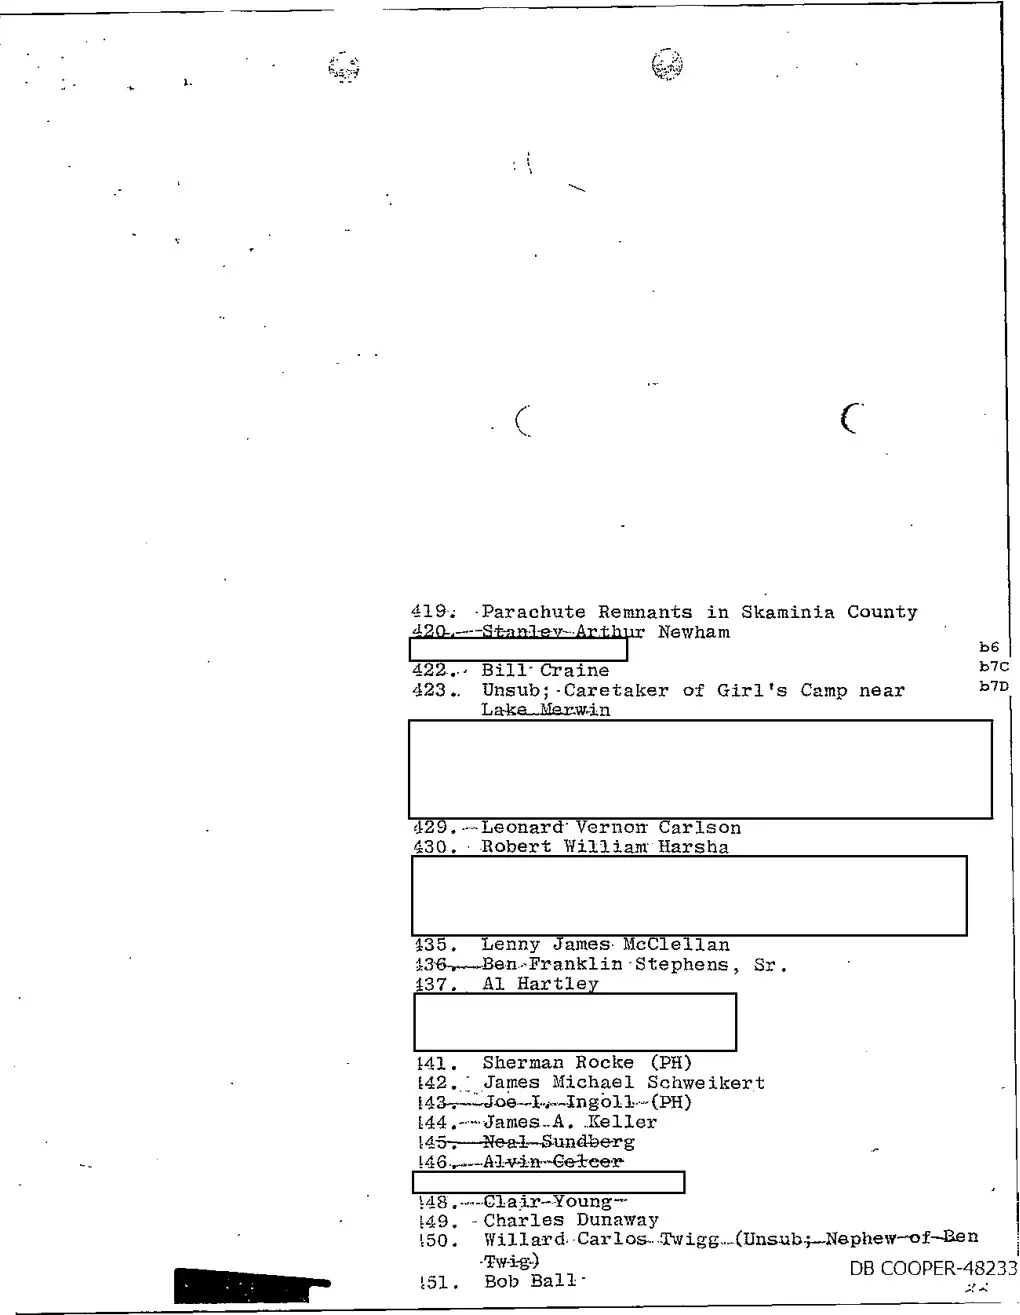 419. Parachute Remnants in Skaminia County
420. Stanley Arthur Newham
b6
422. Bill Craine
b7C
423. Unsub; Caretaker of Girl's Camp near
b7D
Lake Merwin
429. Leonard Vernon Carlson
430. Robert William Harsha
435. Lenny James McClellan
436. Ben Franklin Stephens, Sr.
437. Al Hartley
441. Sherman Rocke (PH)
442. James Michael Schweikert
443. Joe I. Ingoll (PH)
444. James A. Keller
445. Neal Sundberg
446. Alvin
448. Clair Young
449. Charles Dunaway
450. Willard Carlos Twigg (Unsub; Nephew of Ben
Twig)
451. Bob Ball
DB COOPER-48233